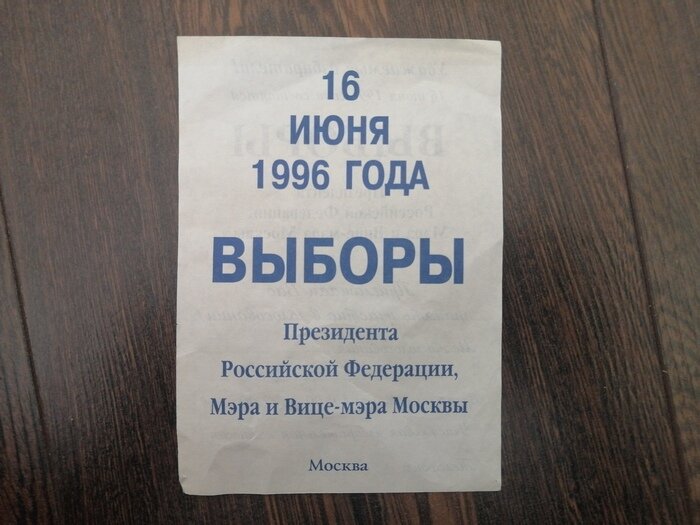 16
ИЮНЯ
1996 ГОДА
ВЫБОРЫ
Президента
Российской Федерации,
Мэра и Вице-мэра Москвы
Москва